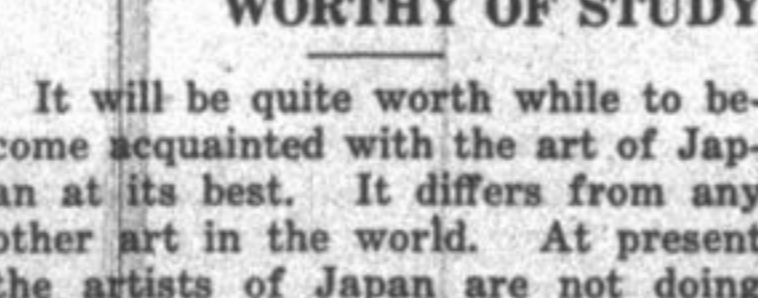 WORTHY OF STUDY
It will be quite worth while to be-
come acquainted with the art of Jap-
an at its best. It differs from any
other art in the world. At present
the artists of Japan are not doing